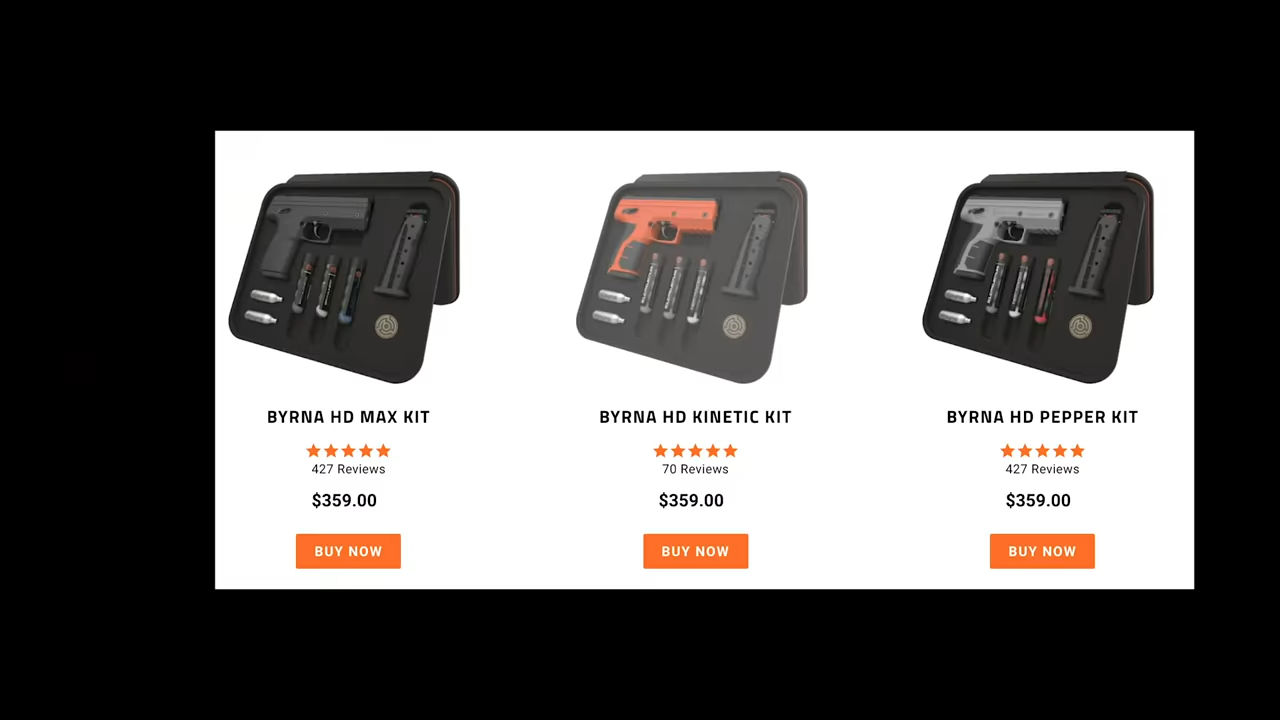 BYRNA HD MAX KIT
427 Reviews
$359.00
BUY NOW
BYRNA HD KINETIC KIT
70 Reviews
$359.00
BUY NOW
BYRNA HD PEPPER KIT
427 Reviews
$359.00
BUY NOW